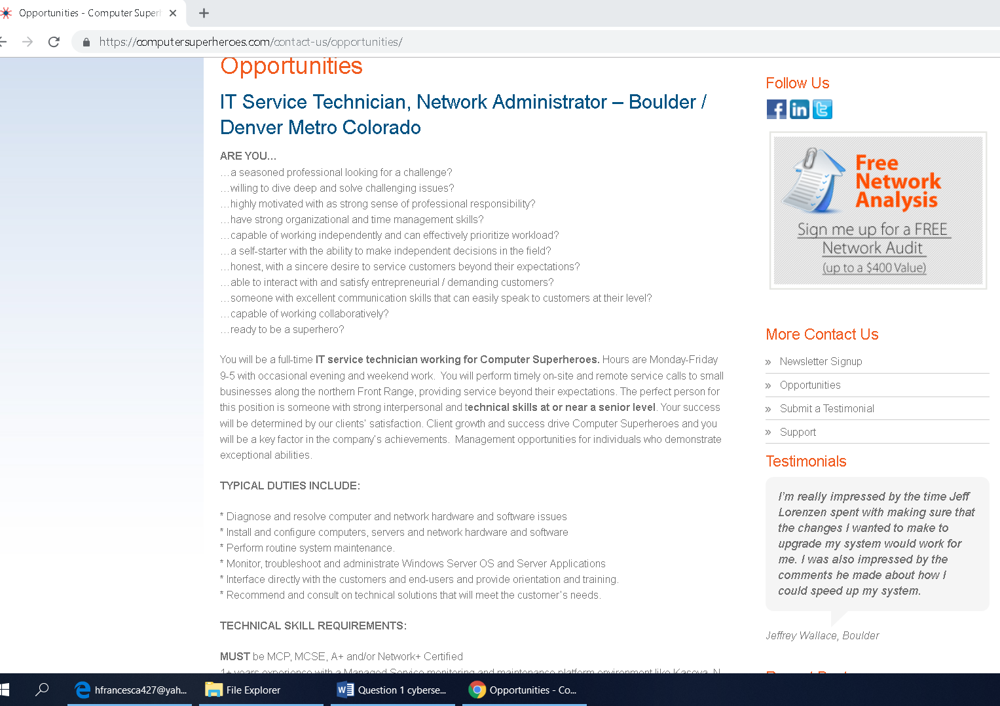 Opportunities - Computer Super
https://computersuperheroes.com/contact-us/opportunities/
Opportunities
IT Service Technician, Network Administrator – Boulder /
Denver Metro Colorado
ARE YOU…
…a seasoned professional looking for a challenge?
…willing to dive deep and solve challenging issues?
…highly motivated with as strong sense of professional responsibility?
…have strong organizational and time management skills?
…capable of working independently and can effectively prioritize workload?
…a self-starter with the ability to make independent decisions in the field?
…honest, with a sincere desire to service customers beyond their expectations?
…able to interact with and satisfy entrepreneurial / demanding customers?
…someone with excellent communication skills that can easily speak to customers at their level?
…capable of working collaboratively?
…ready to be a superhero?
You will be a full-time IT service technician working for Computer Superheroes. Hours are Monday-Friday
9-5 with occasional evening and weekend work.  You will perform timely on-site and remote service calls to small
businesses along the northern Front Range, providing service beyond their expectations. The perfect person for
this position is someone with strong interpersonal and technical skills at or near a senior level. Your success
will be determined by our clients' satisfaction. Client growth and success drive Computer Superheroes and you
will be a key factor in the company's achievements.  Management opportunities for individuals who demonstrate
exceptional abilities.
TYPICAL DUTIES INCLUDE:
* Diagnose and resolve computer and network hardware and software issues
* Install and configure computers, servers and network hardware and software
* Perform routine system maintenance.
* Monitor, troubleshoot and administrate Windows Server OS and Server Applications
* Interface directly with the customers and end-users and provide orientation and training.
* Recommend and consult on technical solutions that will meet the customer's needs.
TECHNICAL SKILL REQUIREMENTS:
MUST be MCP, MCSE, A+ and/or Network+ Certified
1+ years experience with a Managed Service monitoring and maintenance platform environment like Kaseya, N
Follow Us
Free
Network
Analysis
Sign me up for a FREE
Network Audit
(up to a $400 Value)
More Contact Us
» Newsletter Signup
» Opportunities
» Submit a Testimonial
» Support
Testimonials
I'm really impressed by the time Jeff
Lorenzen spent with making sure that
the changes I wanted to make to
upgrade my system would work for
me. I was also impressed by the
comments he made about how I
could speed up my system.
Jeffrey Wallace, Boulder
hfrancesca427@yah...
File Explorer
Question 1 cyberse...
Opportunities - Co...